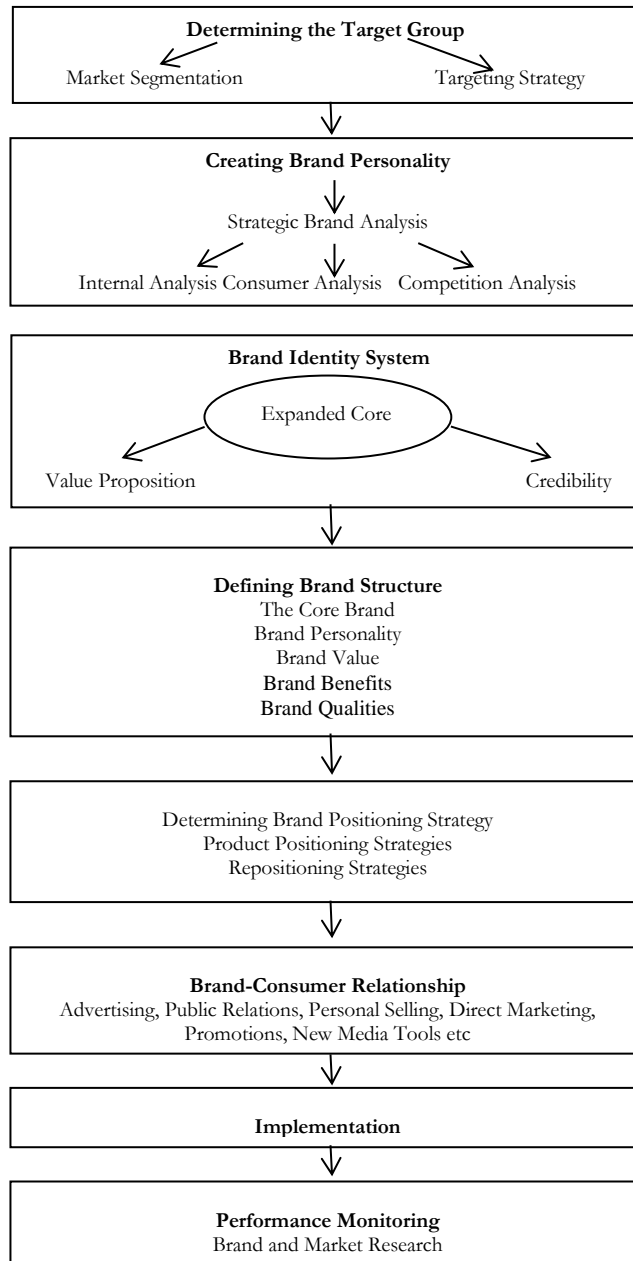 Determining the Target Group
Market Segmentation Targeting Strategy
Creating Brand Personality
Strategic Brand Analysis
Internal Analysis Consumer Analysis Competition Analysis
Brand Identity System
Expanded Core
Value Proposition Credibility
Defining Brand Structure
The Core Brand
Brand Personality
Brand Value
Brand Benefits
Brand Qualities
Determining Brand Positioning Strategy
Product Positioning Strategies
Repositioning Strategies
Brand-Consumer Relationship
Advertising, Public Relations, Personal Selling, Direct Marketing,
Promotions, New Media Tools etc
Implementation
Performance Monitoring
Brand and Market Research